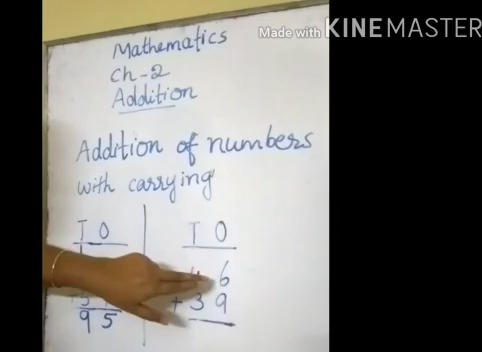 Made with KINEMASTER
Mathematics
Ch-2
Addition
Addition of numbers
with carrying
T O
9 5
T O
6
+ 3 9